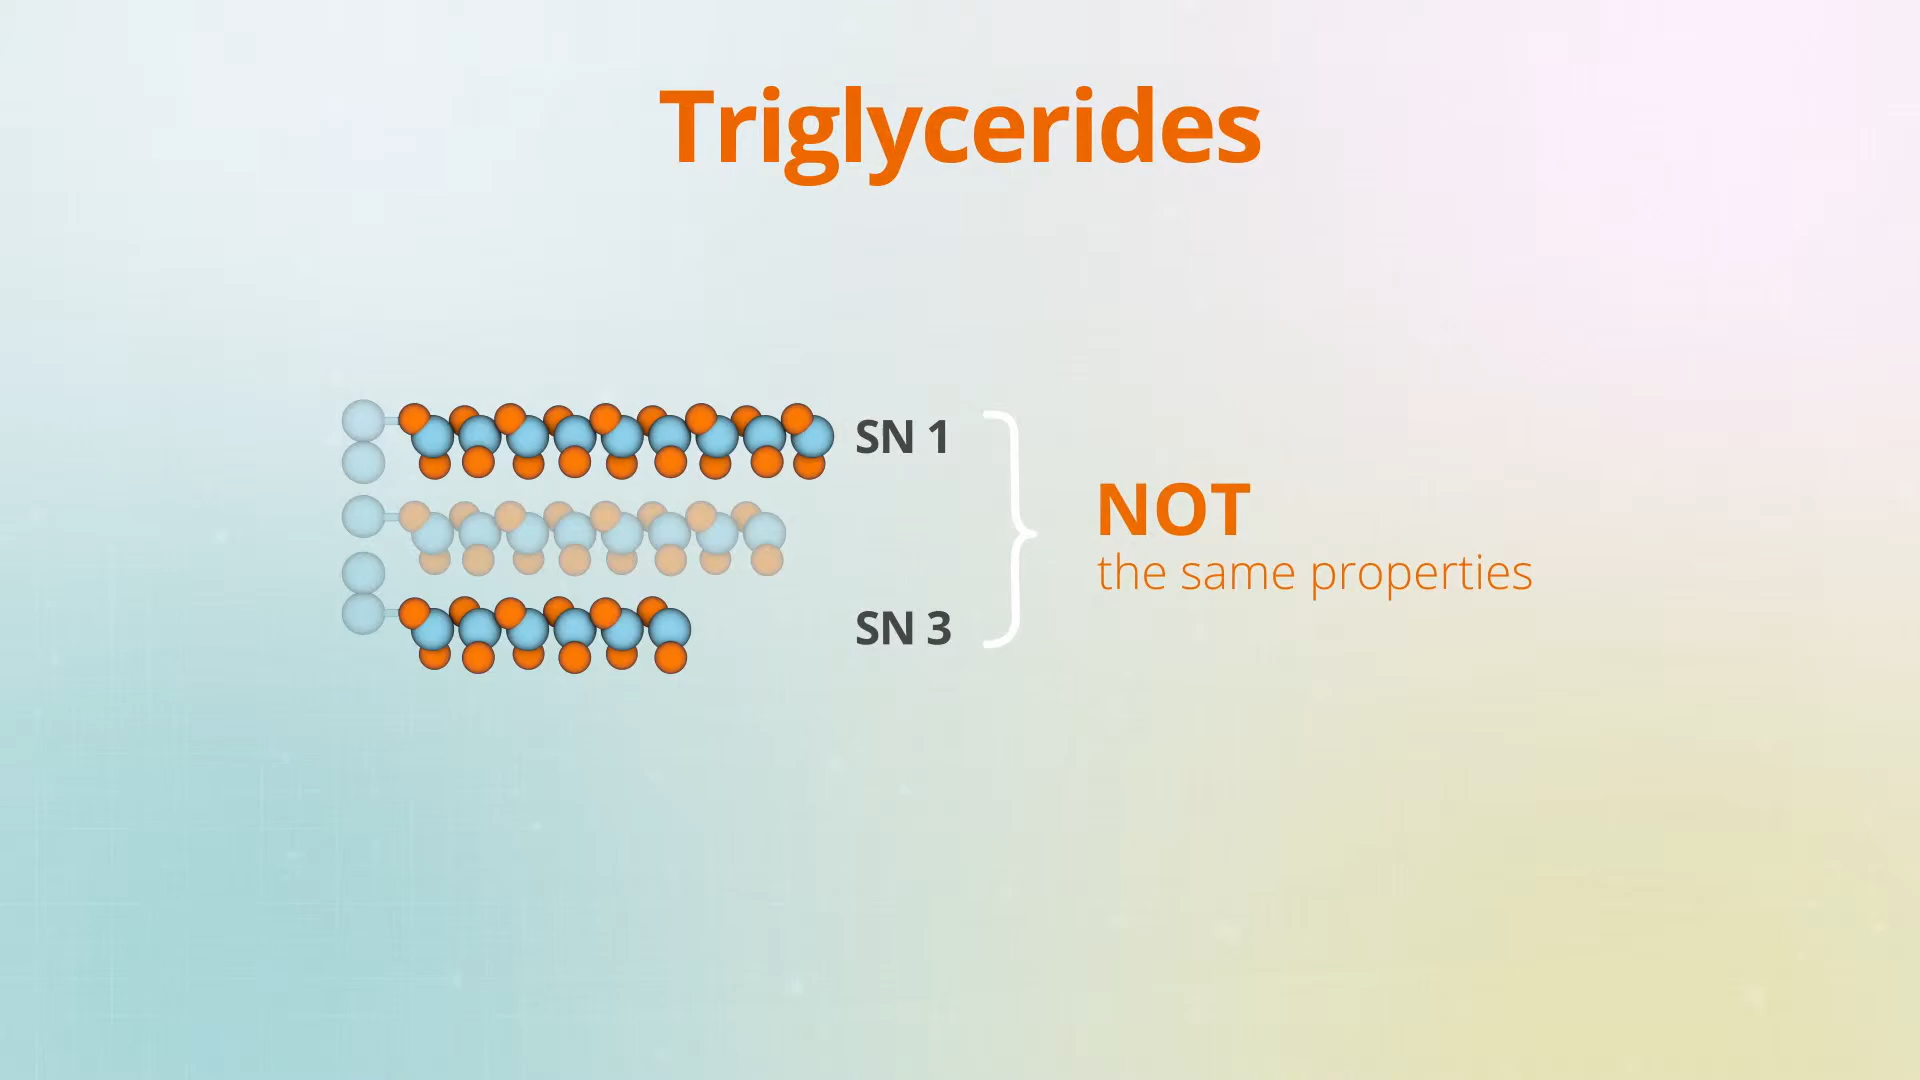 Triglycerides
SN 1
NOT
the same properties
SN 3